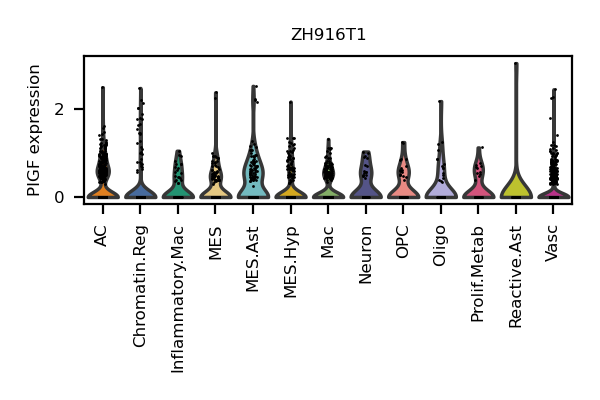 ZH916T1
PIGF expression
2
0
AC
Chromatin.Reg
Inflammatory.Mac
MES
MES.Ast
MES.Hyp
Mac
Neuron
OPC
Oligo
Prolif.Metab
Reactive.Ast
Vasc